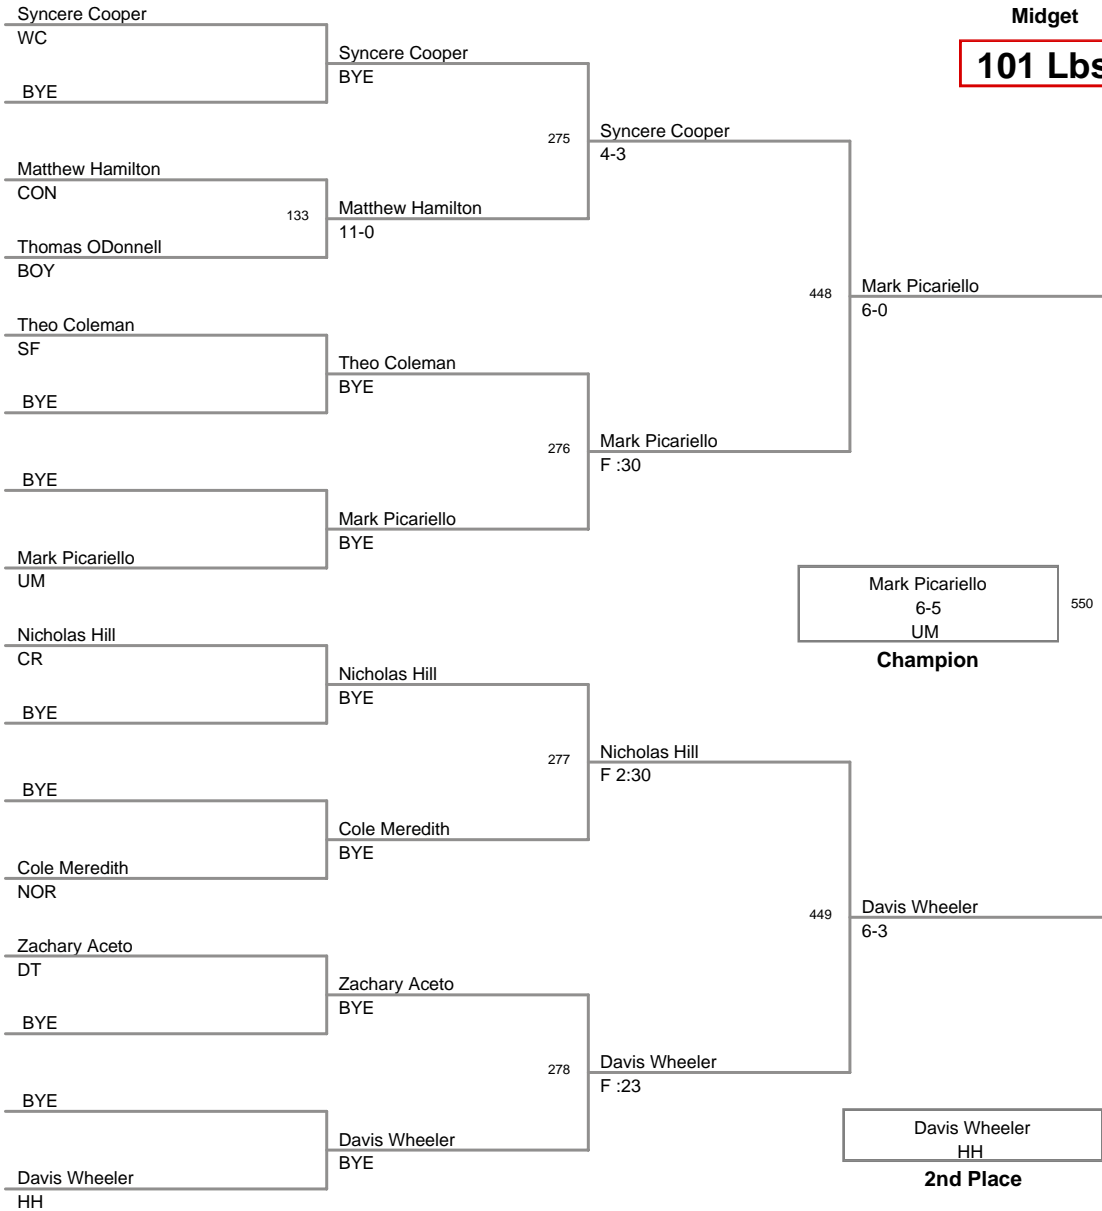 Syncere Cooper
WC
BYE
Matthew Hamilton
CON
Thomas ODonnell
BOY
Theo Coleman
SF
BYE
BYE
Mark Picariello
UM
Nicholas Hill
CR
BYE
BYE
Cole Meredith
NOR
Zachary Aceto
DT
BYE
BYE
Davis Wheeler
HH
133
Syncere Cooper
BYE
Matthew Hamilton
11-0
Theo Coleman
BYE
Mark Picariello
BYE
Nicholas Hill
BYE
Cole Meredith
BYE
Zachary Aceto
BYE
Davis Wheeler
BYE
275
276
277
278
Syncere Cooper
4-3
Mark Picariello
F :30
Nicholas Hill
F 2:30
Davis Wheeler
F :23
448
449
Mark Picariello
6-0
Davis Wheeler
6-3
Midget
101 Lbs
Mark Picariello
6-5
UM
550
Champion
Davis Wheeler
HH
2nd Place